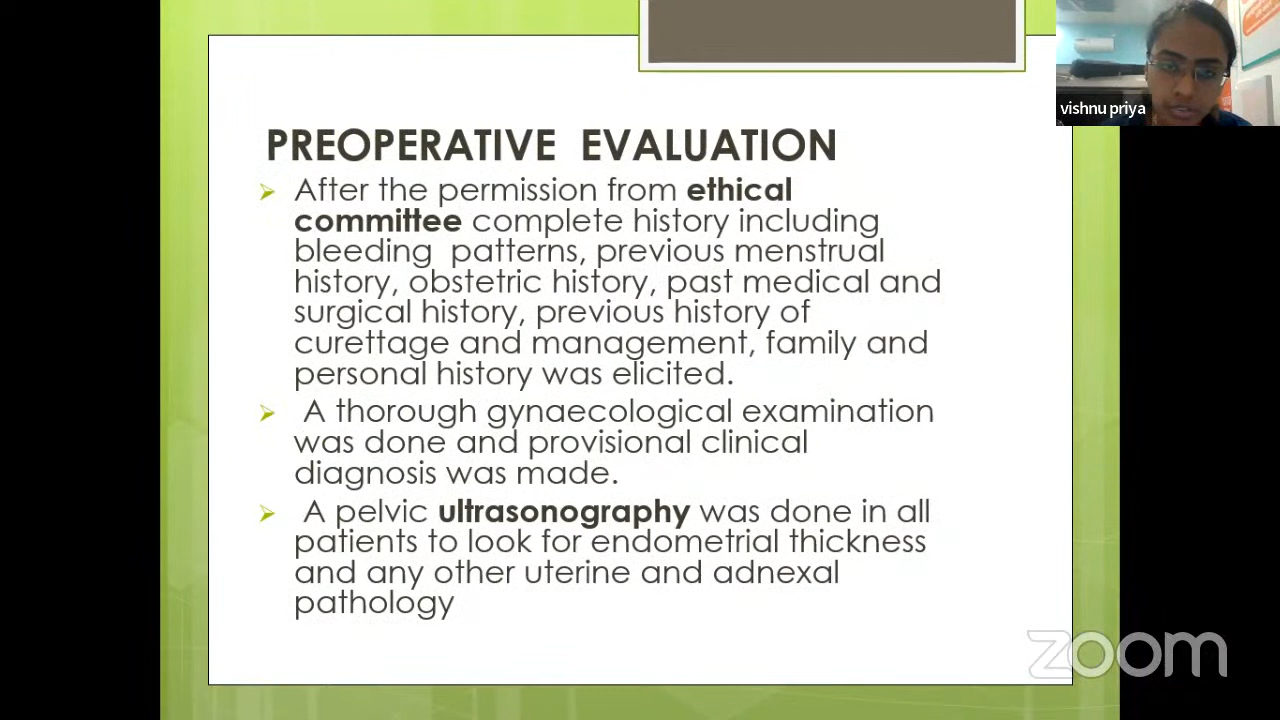 vishnu priya
PREOPERATIVE EVALUATION
After the permission from ethical
committee complete history including
bleeding patterns, previous menstrual
history, obstetric history, past medical and
surgical history, previous history of
curettage and management, family and
personal history was elicited.
A thorough gynaecological examination
was done and provisional clinical
diagnosis was made.
A pelvic ultrasonography was done in all
patients to look for endometrial thickness
and any other uterine and adnexal
pathology
zoom